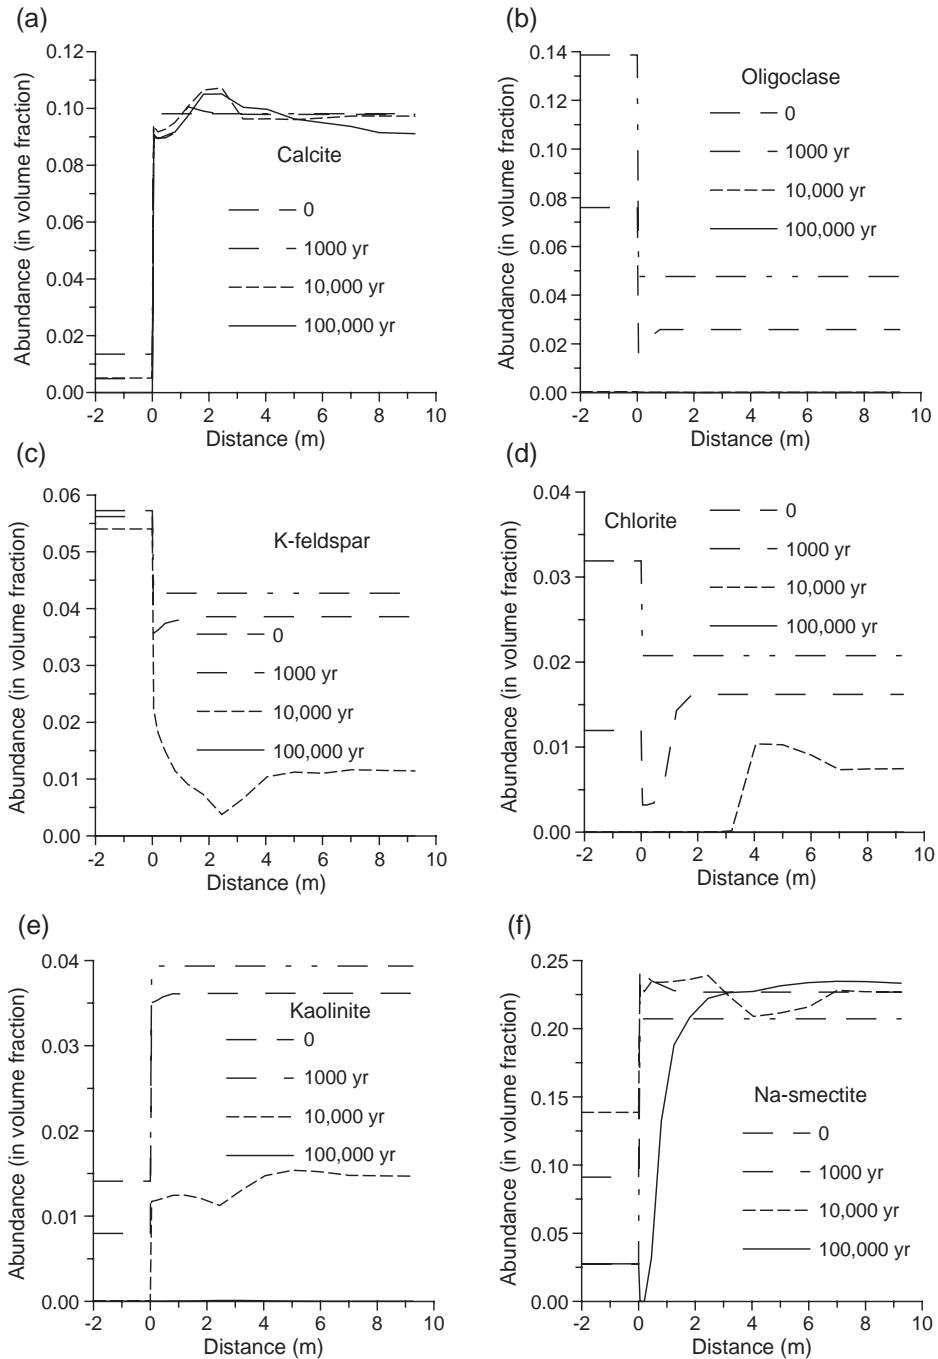 (a)
Abundance (in volume fraction)
0.12
0.10
0.08
0.06
0.04
0.02
0.00
-2
0
2
4
6
8
10
Distance (m)
Calcite
0
1000 yr
10,000 yr
100,000 yr
(b)
Abundance (in volume fraction)
0.14
0.12
0.10
0.08
0.06
0.04
0.02
0.00
-2
0
2
4
6
8
10
Distance (m)
Oligoclase
0
1000 yr
10,000 yr
100,000 yr
(c)
Abundance (in volume fraction)
0.06
0.05
0.04
0.03
0.02
0.01
0.00
-2
0
2
4
6
8
10
Distance (m)
K-feldspar
0
1000 yr
10,000 yr
100,000 yr
(d)
Abundance (in volume fraction)
0.04
0.03
0.02
0.01
0.00
-2
0
2
4
6
8
10
Distance (m)
Chlorite
0
1000 yr
10,000 yr
100,000 yr
(e)
Abundance (in volume fraction)
0.04
0.03
0.02
0.01
0.00
-2
0
2
4
6
8
10
Distance (m)
Kaolinite
0
1000 yr
10,000 yr
100,000 yr
(f)
Abundance (in volume fraction)
0.25
0.20
0.15
0.10
0.05
0.00
-2
0
2
4
6
8
10
Distance (m)
Na-smectite
0
1000 yr
10,000 yr
100,000 yr